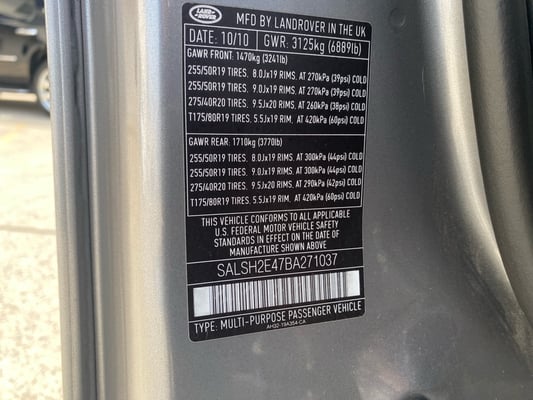 LAND
ROVER
MFD BY LANDROVER IN THE UK
DATE: 10/10 GWR: 3125kg (6889lb)
GAWR FRONT: 1470kg (3241lb)
255/50R19 TIRES. 8.0Jx19 RIMS. AT 270kPa (39psi) COLD
255/50R19 TIRES. 9.0Jx19 RIMS. AT 270kPa (39psi) COLD
275/40R20 TIRES. 9.5Jx20 RIMS. AT 260kPa (38psi) COLD
T175/80R19 TIRES. 5.5Jx19 RIM. AT 420kPa (60psi) COLD
GAWR REAR: 1710kg (3770lb)
255/50R19 TIRES. 8.0Jx19 RIMS. AT 300kPa (44psi) COLD
255/50R19 TIRES. 9.0Jx19 RIMS. AT 300kPa (44psi) COLD
275/40R20 TIRES. 9.5Jx20 RIMS. AT 290kPa (42psi) COLD
T175/80R19 TIRES. 5.5Jx19 RIM. AT 420kPa (60psi) COLD
THIS VEHICLE CONFORMS TO ALL APPLICABLE
U.S. FEDERAL MOTOR VEHICLE SAFETY
STANDARDS IN EFFECT ON THE DATE OF
MANUFACTURE SHOWN ABOVE.
SALSH2E47BA271037
TYPE: MULTI-PURPOSE PASSENGER VEHICLE
AH32-19A354-CA